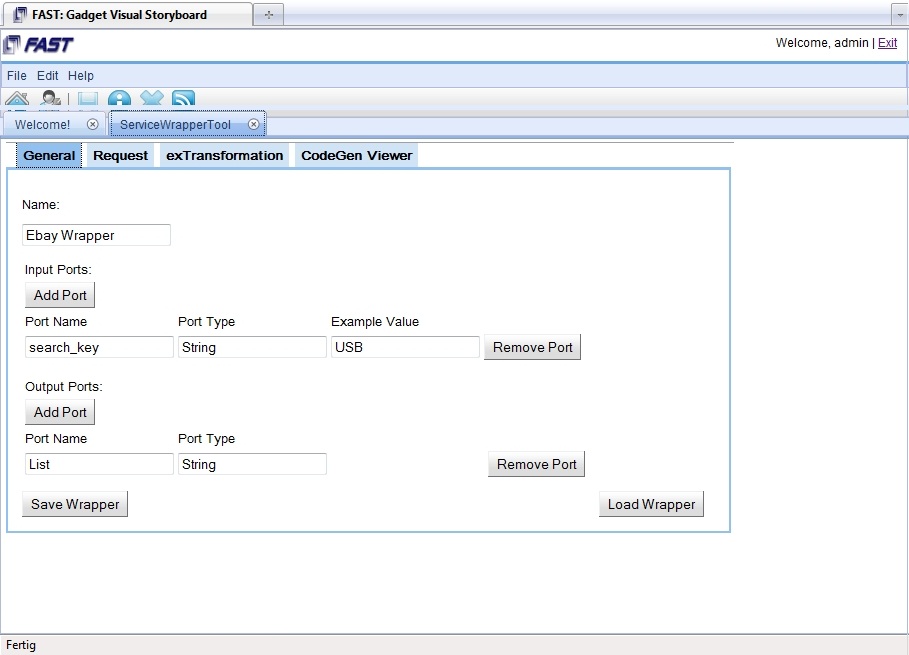 FAST: Gadget Visual Storyboard
FAST
Welcome, admin | Exit
File Edit Help
Welcome! ServiceWrapperTool
General Request exTransformation CodeGen Viewer
Name:
Ebay Wrapper
Input Ports:
Add Port
Port Name Port Type Example Value
search_key String USB Remove Port
Output Ports:
Add Port
Port Name Port Type
List String Remove Port
Save Wrapper Load Wrapper
Fertig